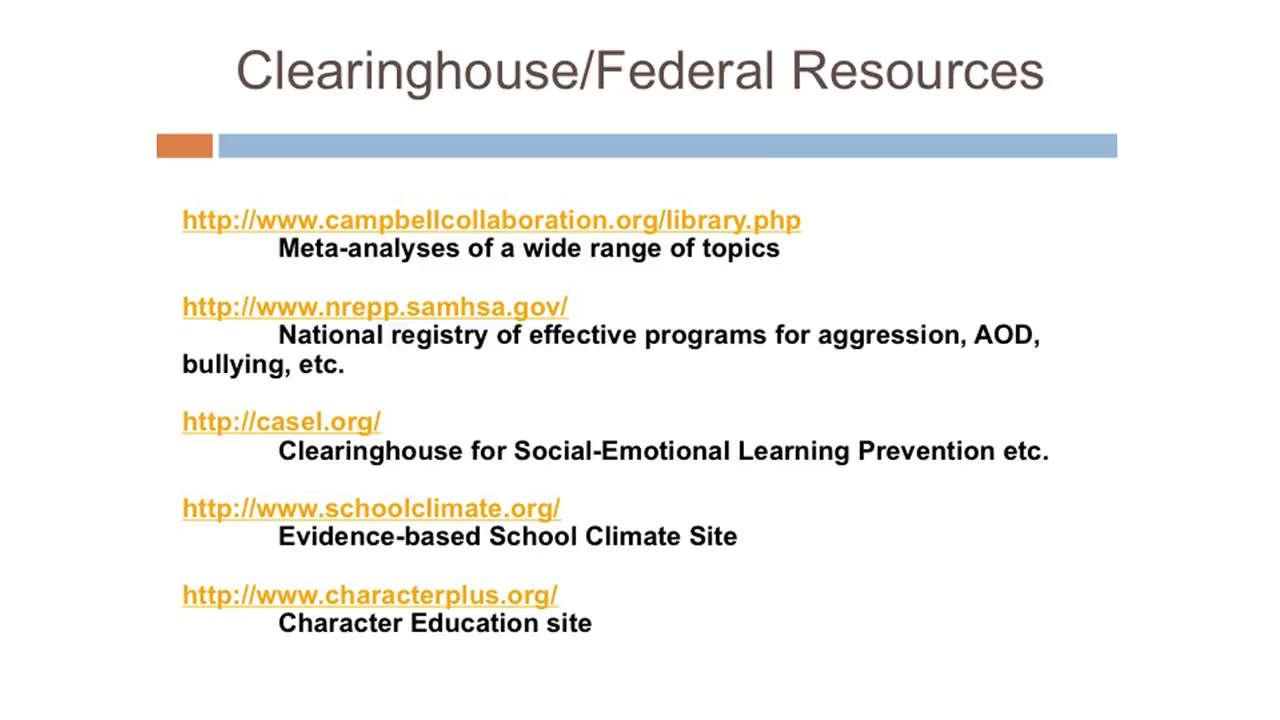 Clearinghouse/Federal Resources
http://www.campbellcollaboration.org/library.php
Meta-analyses of a wide range of topics
http://www.nrepp.samhsa.gov/
National registry of effective programs for aggression, AOD,
bullying, etc.
http://casel.org/
Clearinghouse for Social-Emotional Learning Prevention etc.
http://www.schoolclimate.org/
Evidence-based School Climate Site
http://www.characterplus.org/
Character Education site